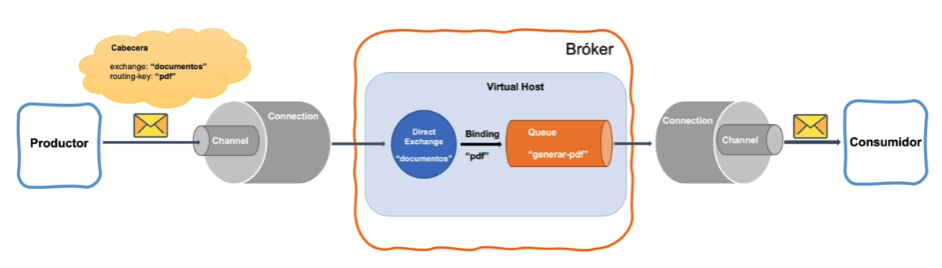 Cabecera
exchange: “documentos”
routing-key: “pdf”
Productor
Channel
Connection
Bróker
Virtual Host
Direct
Exchange
“documentos”
Binding
“pdf”
Queue
“generar-pdf”
Connection
Channel
Consumidor